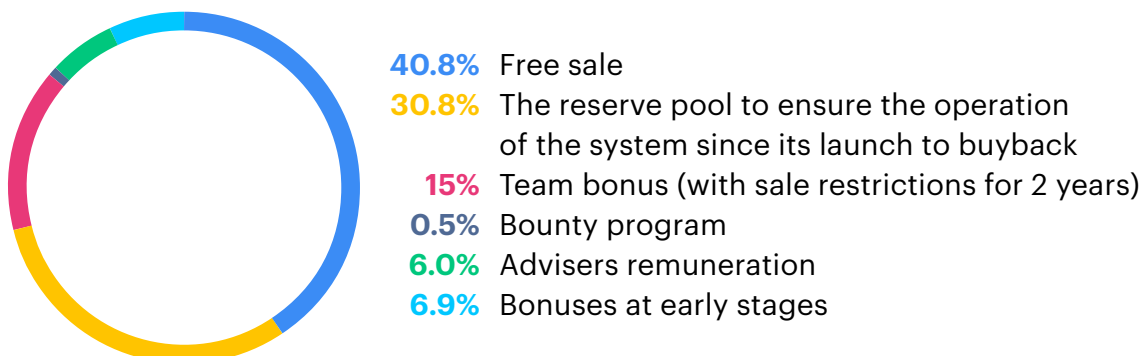 40.8% Free sale
30.8% The reserve pool to ensure the operation
of the system since its launch to buyback
15% Team bonus (with sale restrictions for 2 years)
0.5% Bounty program
6.0% Advisers remuneration
6.9% Bonuses at early stages